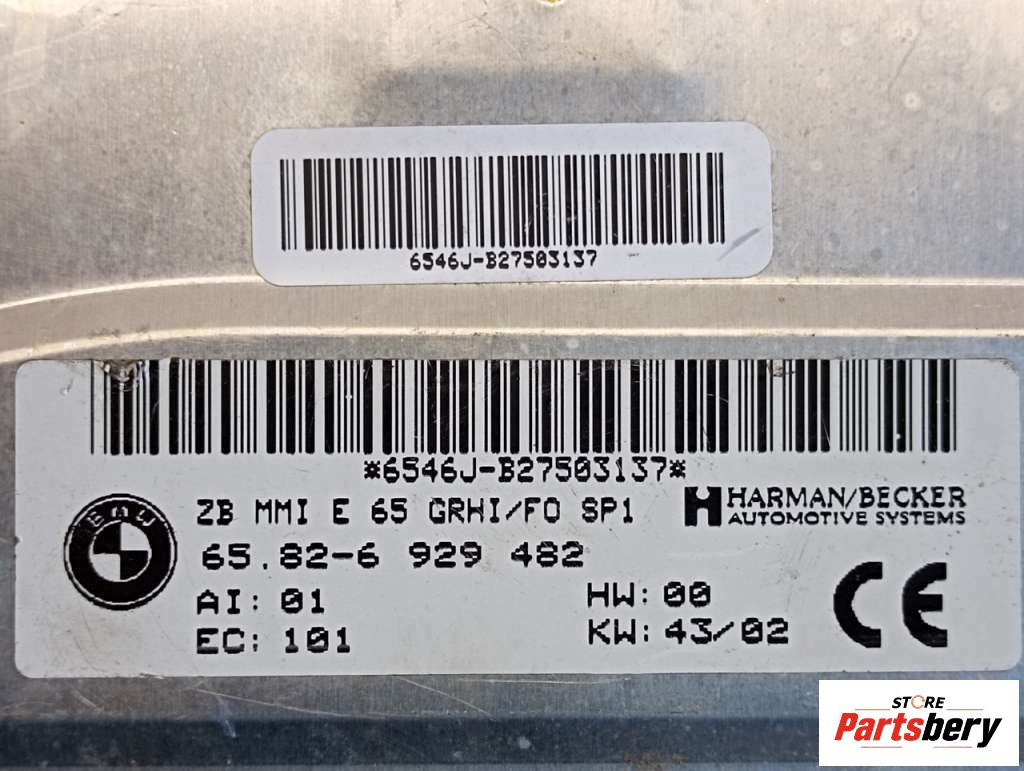 6546J-B27503137
*6546J-B27503137*
BMW
ZB MMI E 65 GRHI/FO SP1
HARMAN/BECKER
AUTOMOTIVE SYSTEMS
65.82-6 929 482
AI: 01
HW: 00
EC: 101
KW: 43/02
CE
STORE
Partsbery